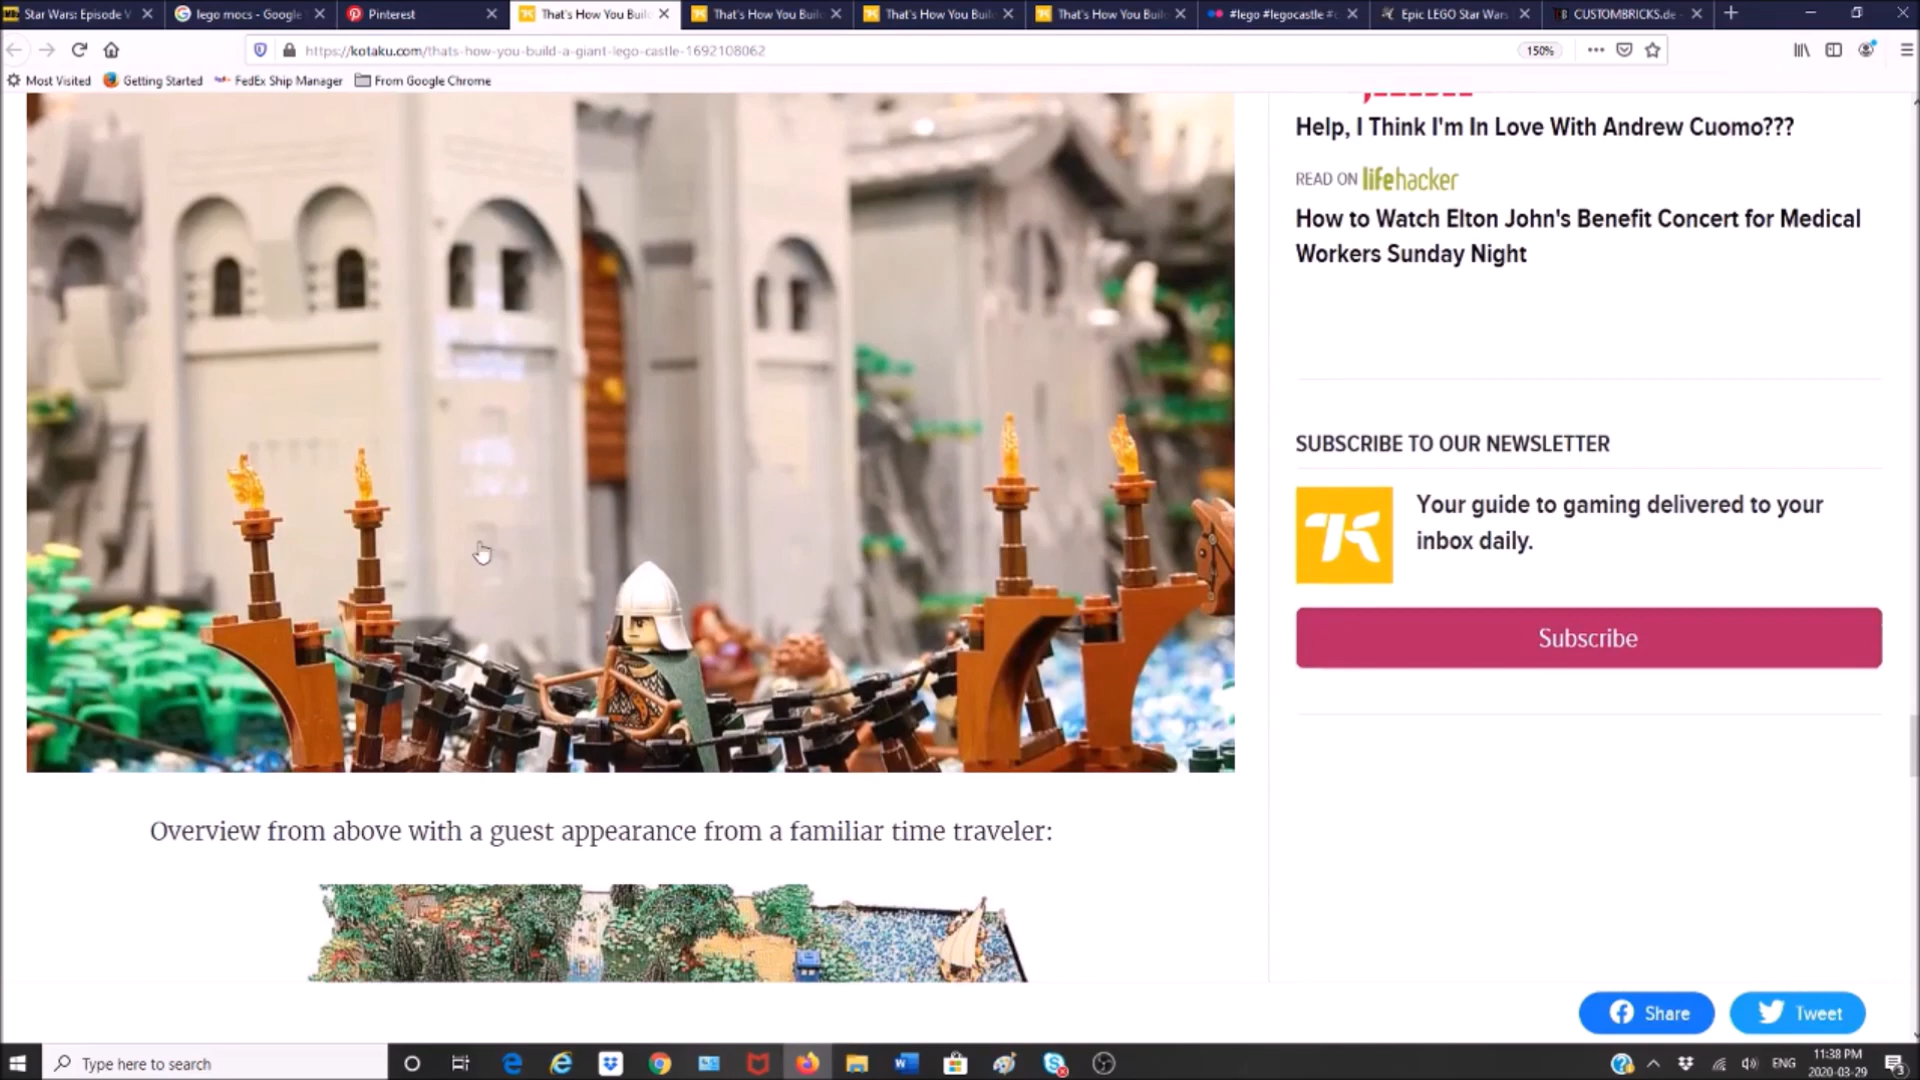 Star Wars: Episode V
lego mocs - Google
Pinterest
That's How You Buil
That's How You Buil
That's How You Buil
That's How You Buil
#lego #legocastle #c
Epic LEGO Star Wars
CUSTOMBRICKS.de -
https://kotaku.com/thats-how-you-build-a-giant-lego-castle-1692108062
150%
Most Visited
Getting Started
FedEx Ship Manager
From Google Chrome
Help, I Think I'm In Love With Andrew Cuomo???
READ ON lifehacker
How to Watch Elton John's Benefit Concert for Medical
Workers Sunday Night
SUBSCRIBE TO OUR NEWSLETTER
Your guide to gaming delivered to your
inbox daily.
Subscribe
Overview from above with a guest appearance from a familiar time traveler:
Share
Tweet
Type here to search
ENG
11:38 PM
2020-03-29
3